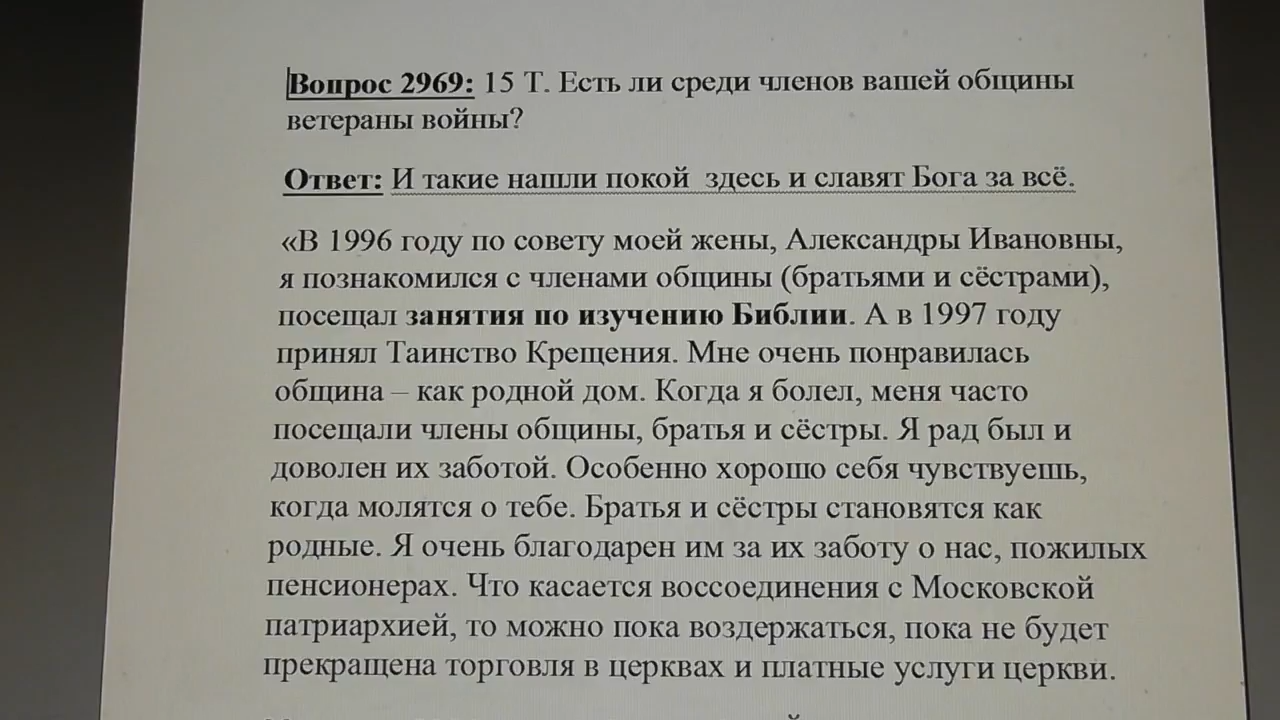 Вопрос 2969: 15 Т. Есть ли среди членов вашей общины
ветераны войны?
Ответ: И такие нашли покой здесь и славят Бога за всё.
«В 1996 году по совету моей жены, Александры Ивановны,
я познакомился с членами общины (братьями и сёстрами),
посещал занятия по изучению Библии. А в 1997 году
принял Таинство Крещения. Мне очень понравилась
община – как родной дом. Когда я болел, меня часто
посещали члены общины, братья и сёстры. Я рад был и
доволен их заботой. Особенно хорошо себя чувствуешь,
когда молятся о тебе. Братья и сёстры становятся как
родные. Я очень благодарен им за их заботу о нас, пожилых
пенсионерах. Что касается воссоединения с Московской
патриархией, то можно пока воздержаться, пока не будет
прекращена торговля в церквах и платные услуги церкви.